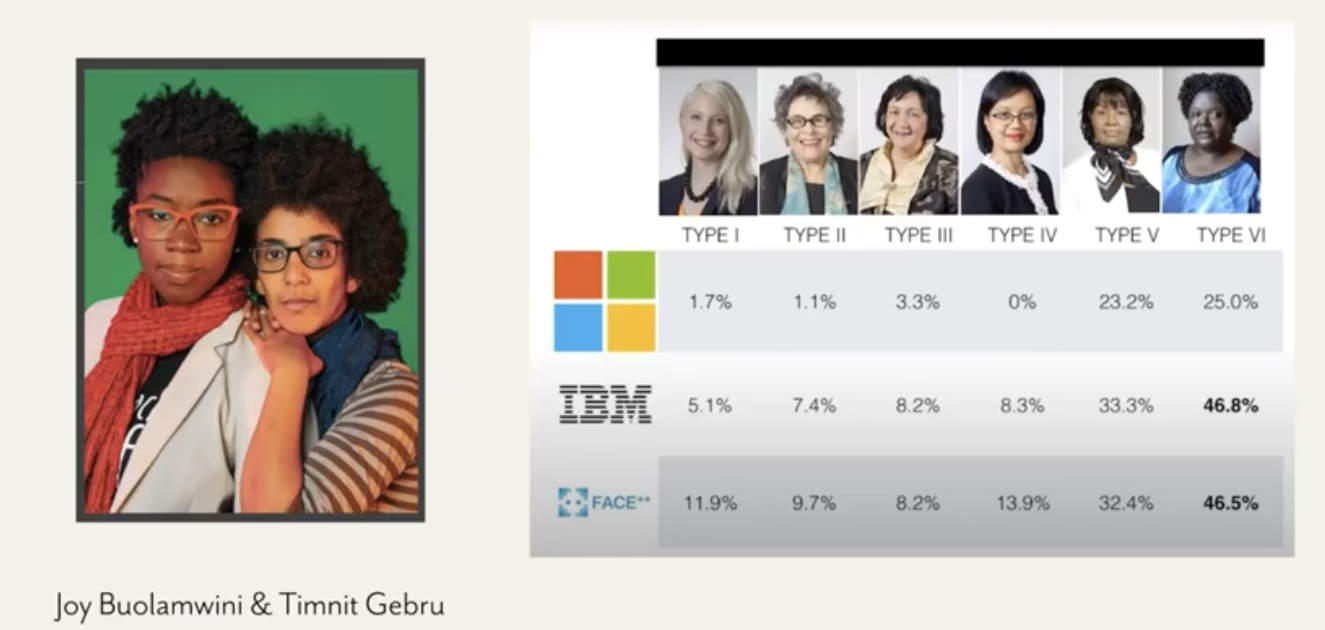 TYPE I TYPE II TYPE III TYPE IV TYPE V TYPE VI
1.7% 1.1% 3.3% 0% 23.2% 25.0%
IBM 5.1% 7.4% 8.2% 8.3% 33.3% 46.8%
FACE++ 11.9% 9.7% 8.2% 13.9% 32.4% 46.5%
Joy Buolamwini & Timnit Gebru